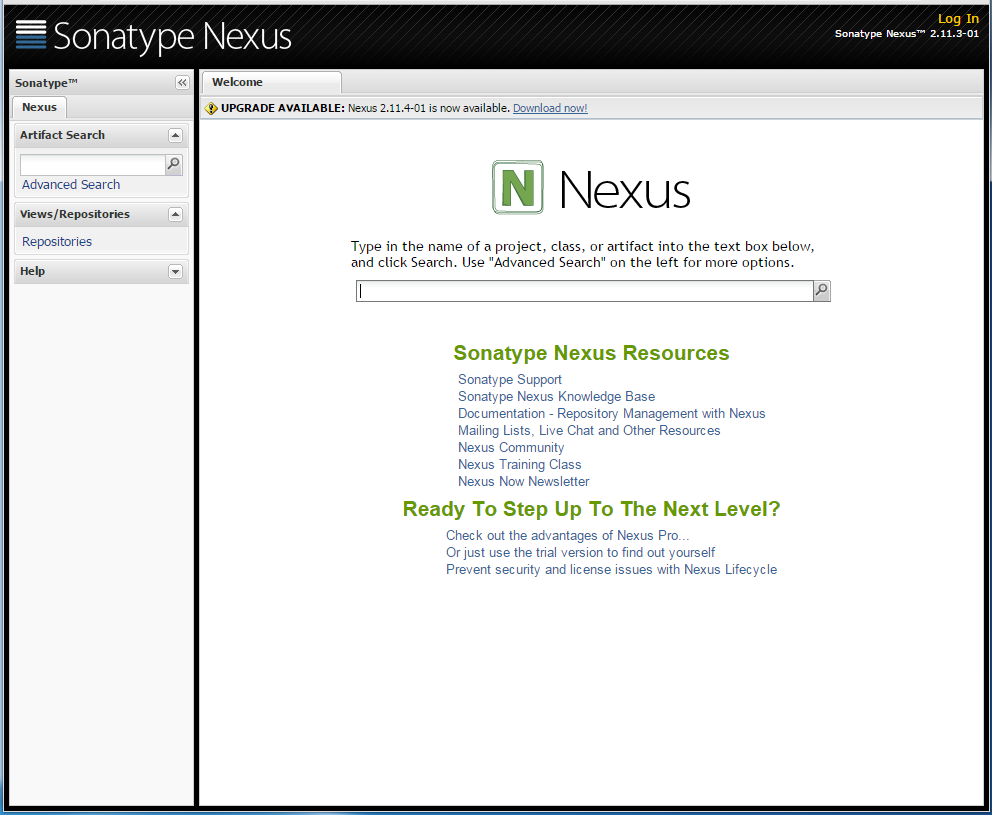 Sonatype Nexus
Log In
Sonatype Nexus™ 2.11.3-01
Sonatype™
Nexus
Artifact Search
Advanced Search
Views/Repositories
Repositories
Help
Welcome
UPGRADE AVAILABLE: Nexus 2.11.4-01 is now available. Download now!
N Nexus
Type in the name of a project, class, or artifact into the text box below,
and click Search. Use "Advanced Search" on the left for more options.
Sonatype Nexus Resources
Sonatype Support
Sonatype Nexus Knowledge Base
Documentation - Repository Management with Nexus
Mailing Lists, Live Chat and Other Resources
Nexus Community
Nexus Training Class
Nexus Now Newsletter
Ready To Step Up To The Next Level?
Check out the advantages of Nexus Pro...
Or just use the trial version to find out yourself
Prevent security and license issues with Nexus Lifecycle